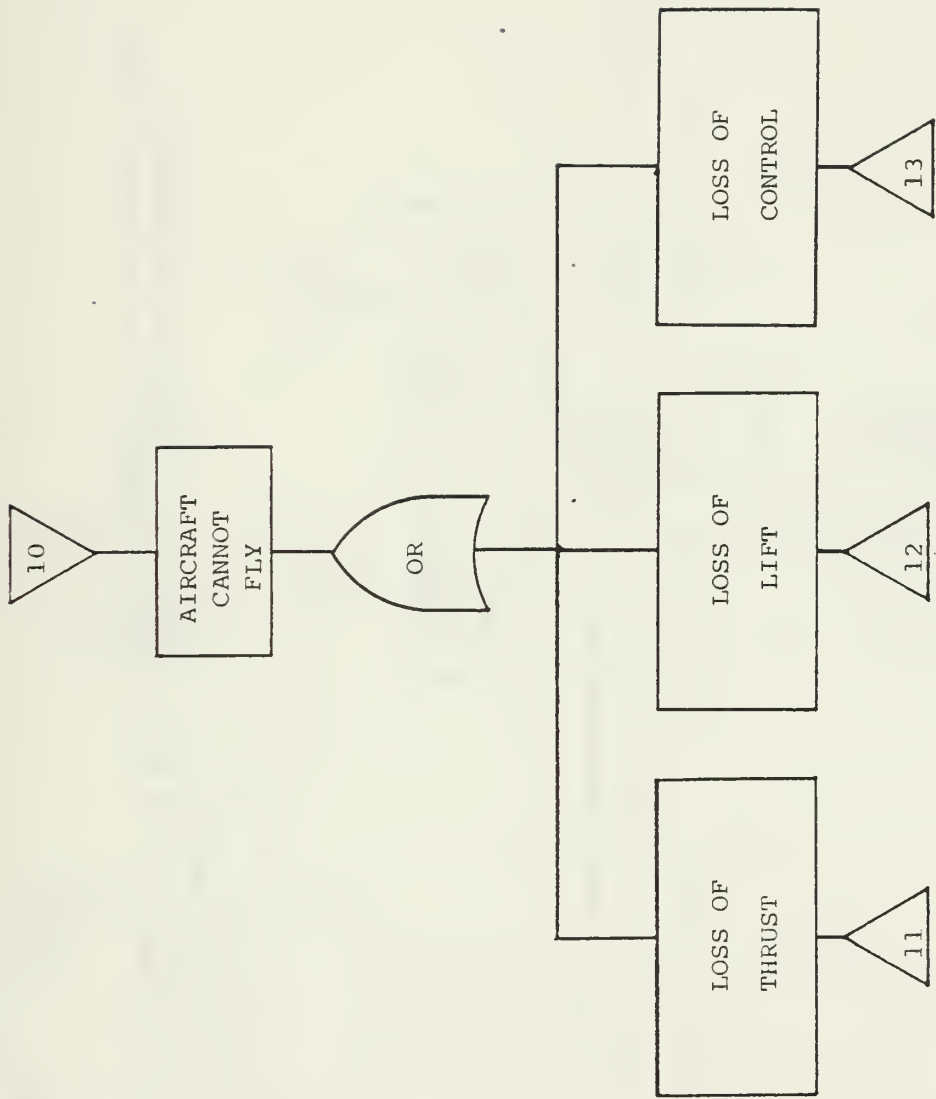 10
AIRCRAFT
CANNOT
FLY
OR
LOSS OF
THRUST
LOSS OF
LIFT
LOSS OF
CONTROL
11
12
13